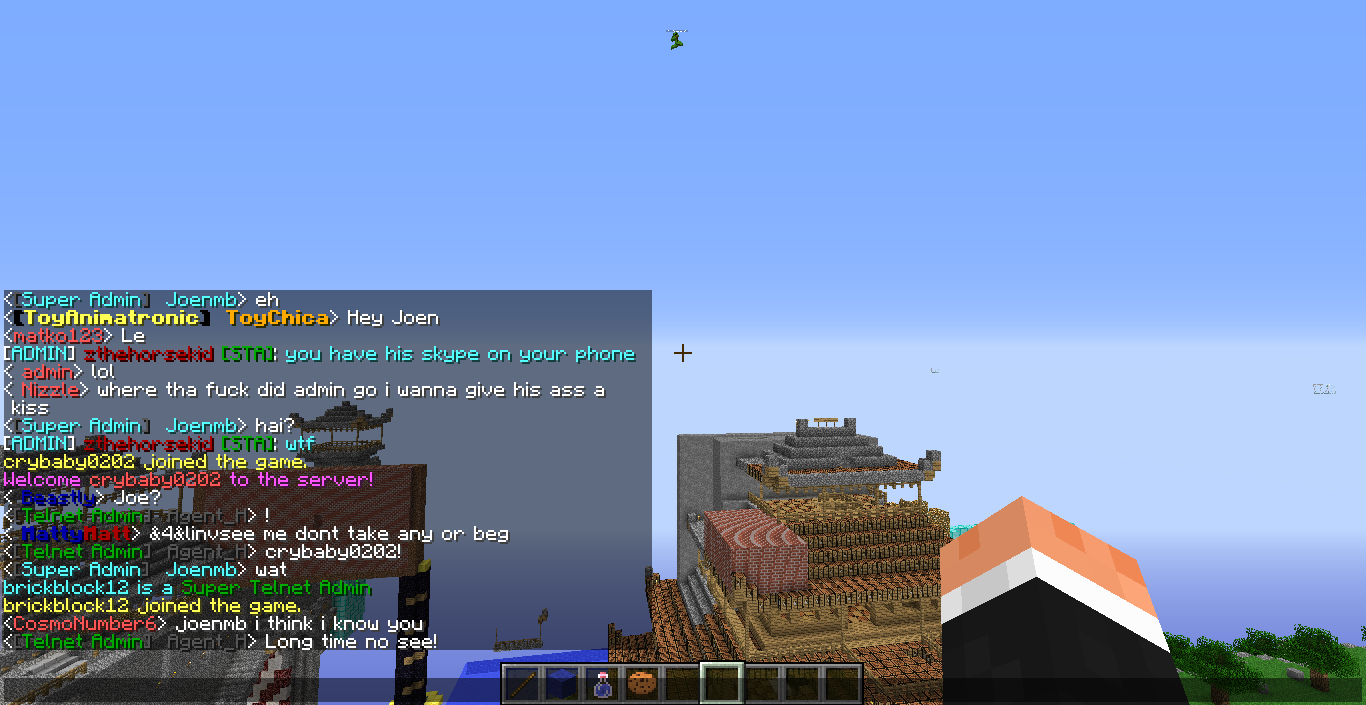 <[Super Admin] Joenmb> eh
<[ToyAnimatronic] ToyChica> Hey Joen
<matko123> Le
[ADMIN] zthehorsekid [STA]: you have his skype on your phone
< admin> lol
< Nizzle> where tha fuck did admin go i wanna give his ass a
kiss
<[Super Admin] Joenmb> hai?
[ADMIN] zthehorsekid [STA]: wtf
crybaby0202 joined the game.
Welcome crybaby0202 to the server!
< Beastly> Joe?
<[Telnet Admin] Agent_H> !
< MattyMatt> &4&linvsee me dont take any or beg
<[Telnet Admin] Agent_H> crybaby0202!
<[Super Admin] Joenmb> wat
brickblock12 is a Super Telnet Admin
brickblock12 joined the game.
<CosmoNumber6> joenmb i think i know you
<[Telnet Admin] Agent_H> Long time no see!